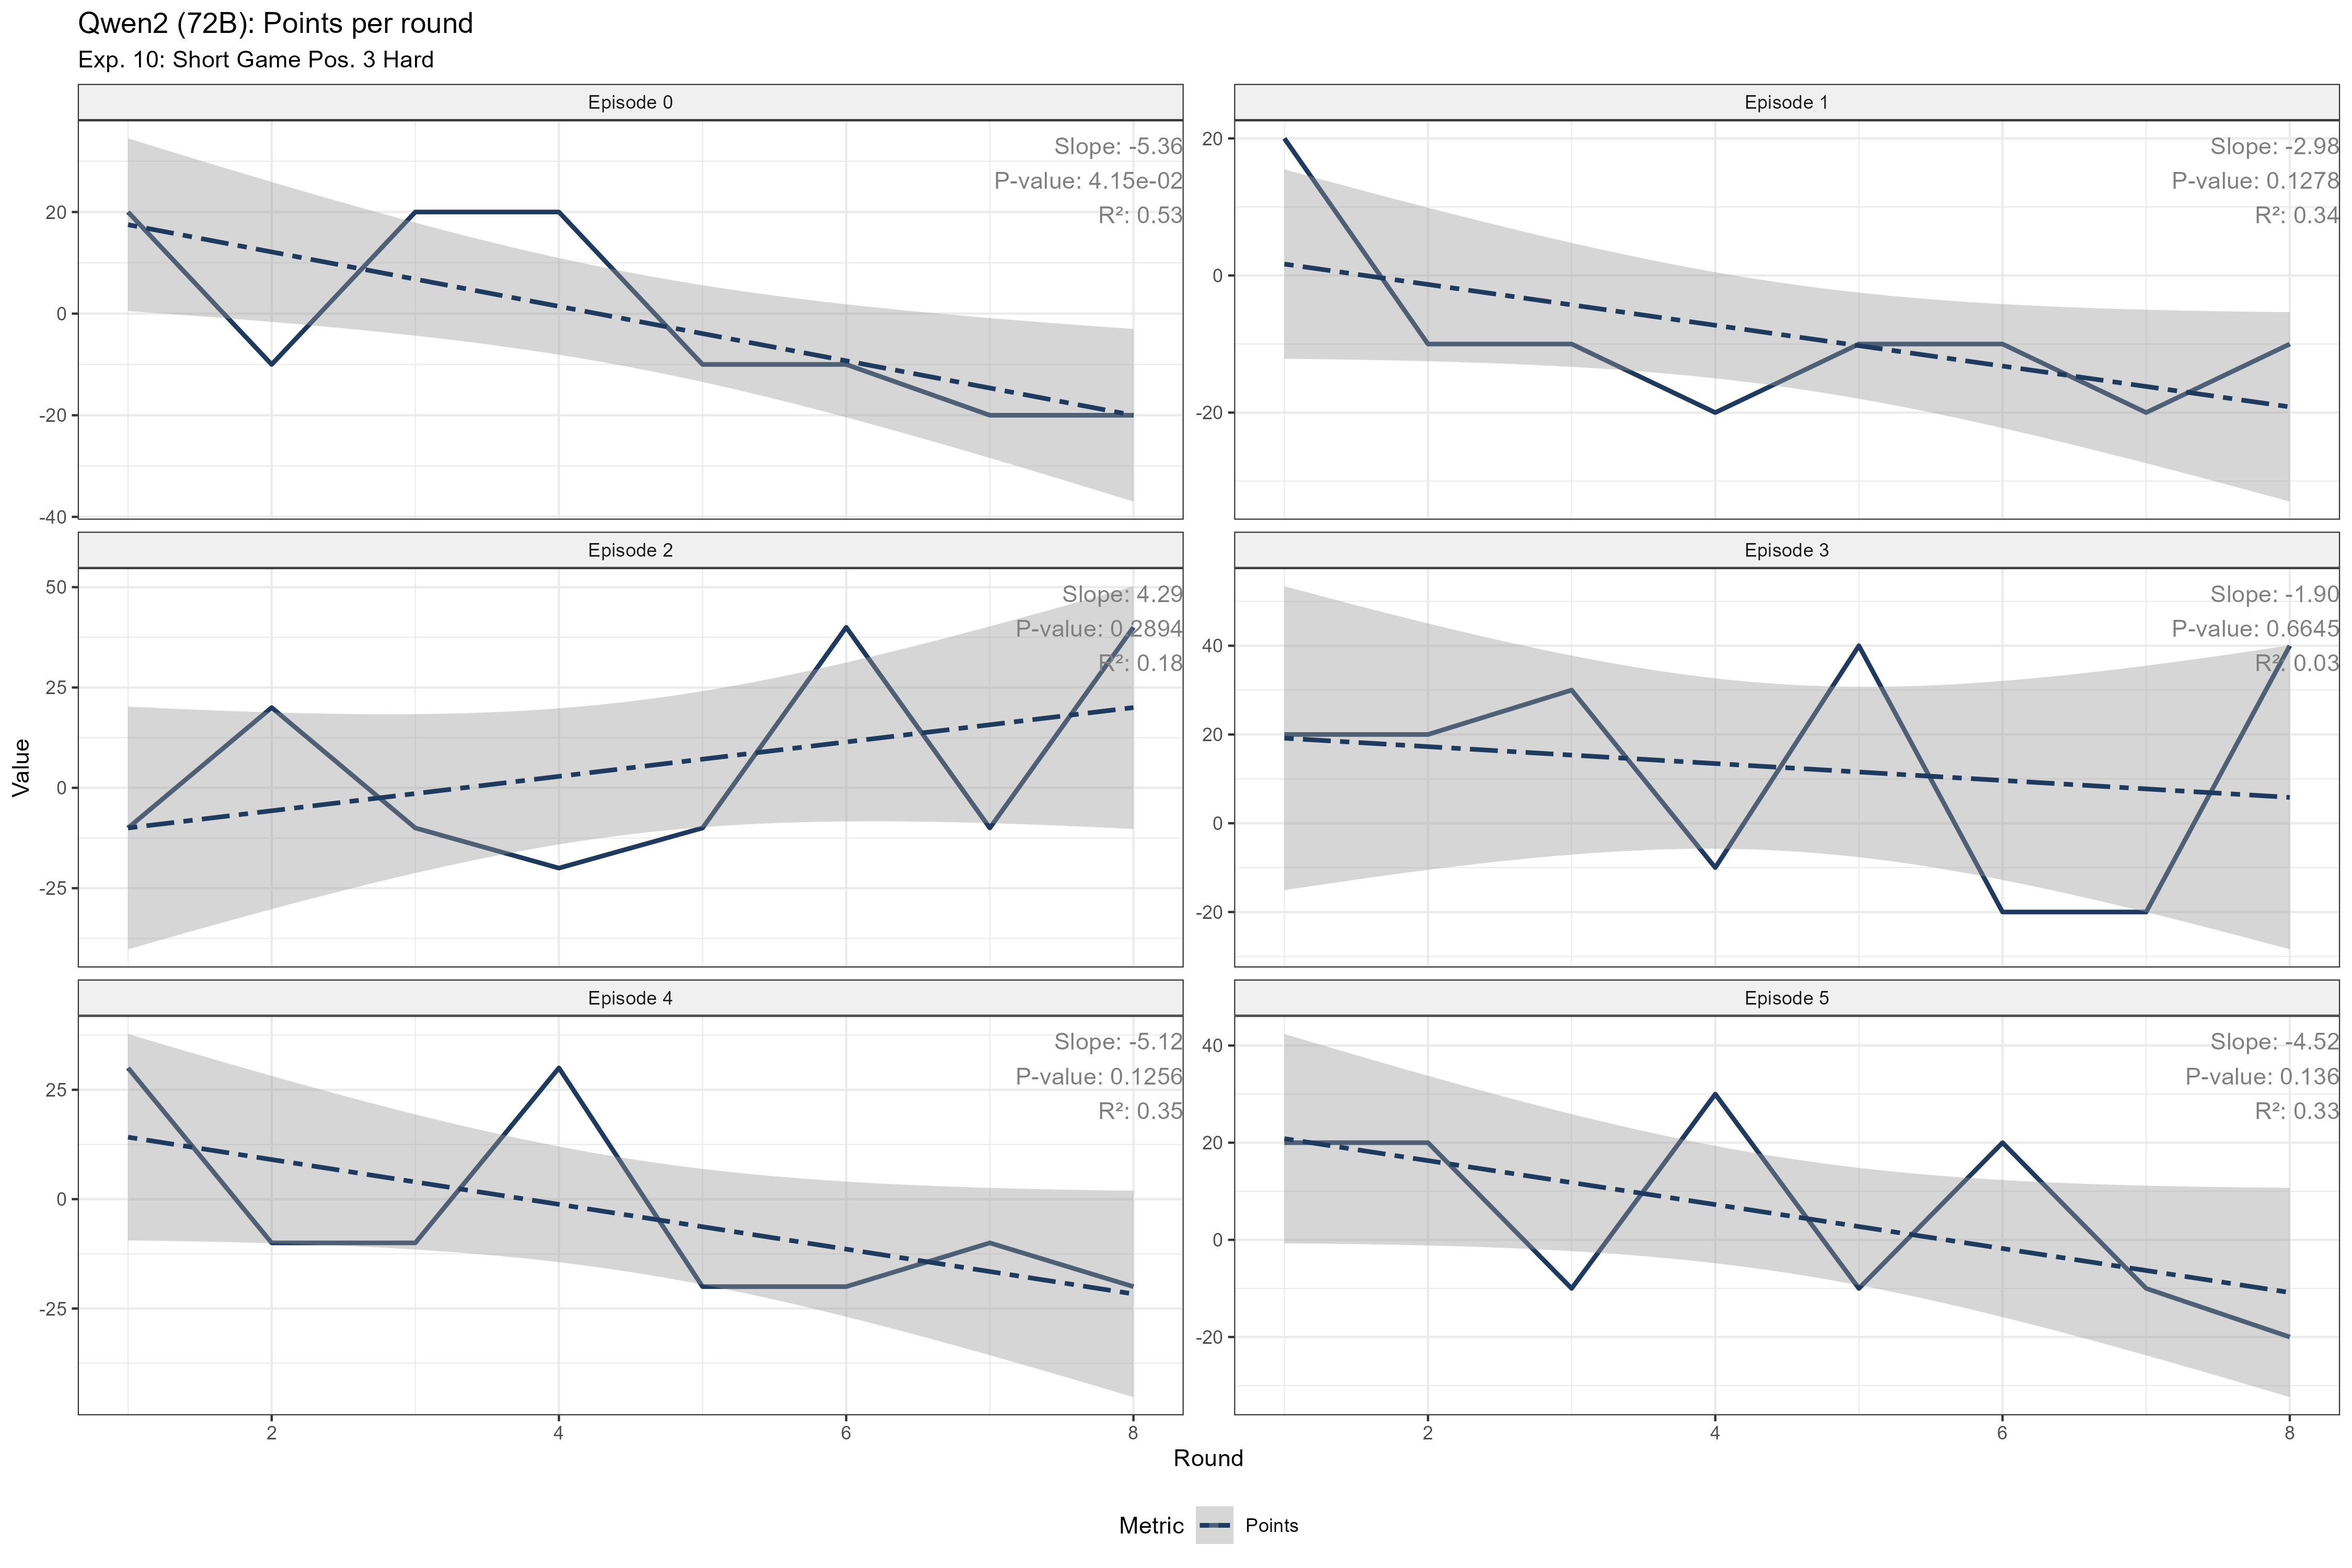 Qwen2 (72B): Points per round
Exp. 10: Short Game Pos. 3 Hard
Episode 0
Slope: -5.36
P-value: 4.15e-02
R²: 0.53
20
0
-20
-40
Episode 1
Slope: -2.98
P-value: 0.1278
R²: 0.34
20
0
-20
Episode 2
Slope: 4.29
P-value: 0.2894
R²: 0.18
50
25
0
-25
Episode 3
Slope: -1.90
P-value: 0.6645
R²: 0.03
40
20
0
-20
Episode 4
Slope: -5.12
P-value: 0.1256
R²: 0.35
25
0
-25
2
4
6
8
Episode 5
Slope: -4.52
P-value: 0.136
R²: 0.33
40
20
0
-20
2
4
6
8
Value
Round
Metric
Points